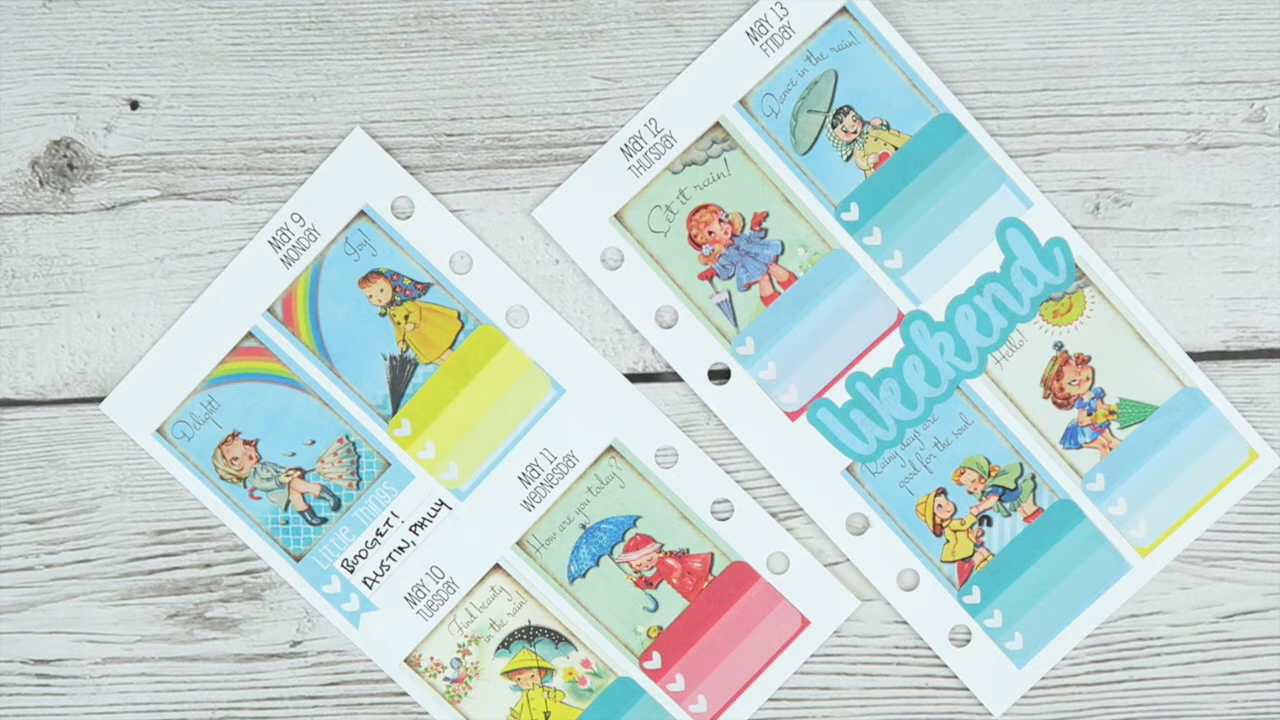 MAY 9
MONDAY
Joy!
Delight!
Little Things
BUDGET!
AUSTIN, PHILLY
MAY 10
TUESDAY
Find beauty
in the rain!
MAY 11
WEDNESDAY
How are you today?
MAY 12
THURSDAY
Let it rain!
MAY 13
FRIDAY
Dance in the rain!
Weekend
Rainy days are
good for the soul
Hello!